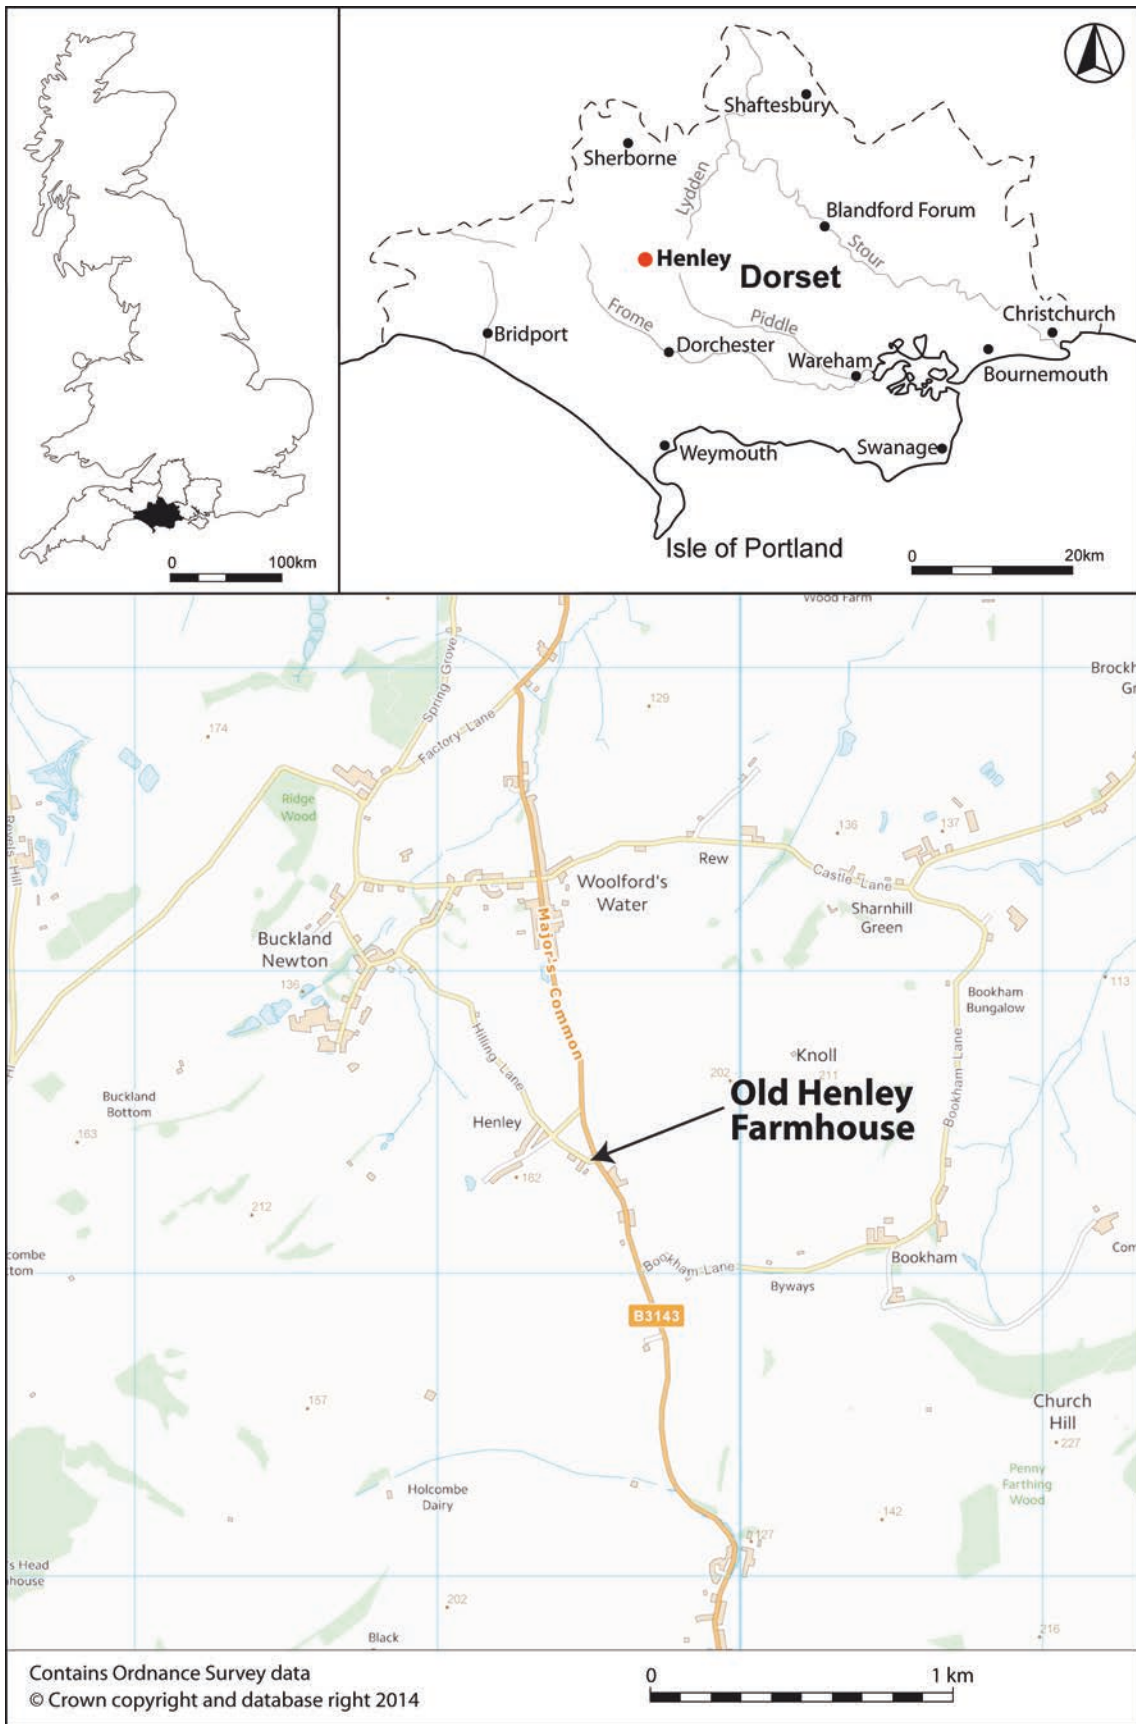 0
100km
Shaftesbury
Sherborne
Lydden
Blandford Forum
Stour
Henley
Dorset
Christchurch
Frome
Piddle
Bridport
Dorchester
Wareham
Bournemouth
Weymouth
Swanage
Isle of Portland
0
20km
Wood Farm
Spring Grove
Brockh
Gr
129
174
Factory Lane
Ridge
Wood
Revels Hill
136
137
Rew
Castle Lane
Woolford's
Water
Sharnhill
Green
Major's Common
Buckland
Newton
136
113
Bookham
Bungalow
Hilling Lane
Knoll
202
211
Bookham Lane
Old Henley
Farmhouse
Buckland
Bottom
Henley
163
182
212
combe
tom
Bookham Lane
Bookham
Com
Byways
B3143
157
Church
Hill
227
Penny
Farthing
Wood
Holcombe
Dairy
142
127
's Head
house
202
216
Black
Contains Ordnance Survey data
© Crown copyright and database right 2014
0
1 km